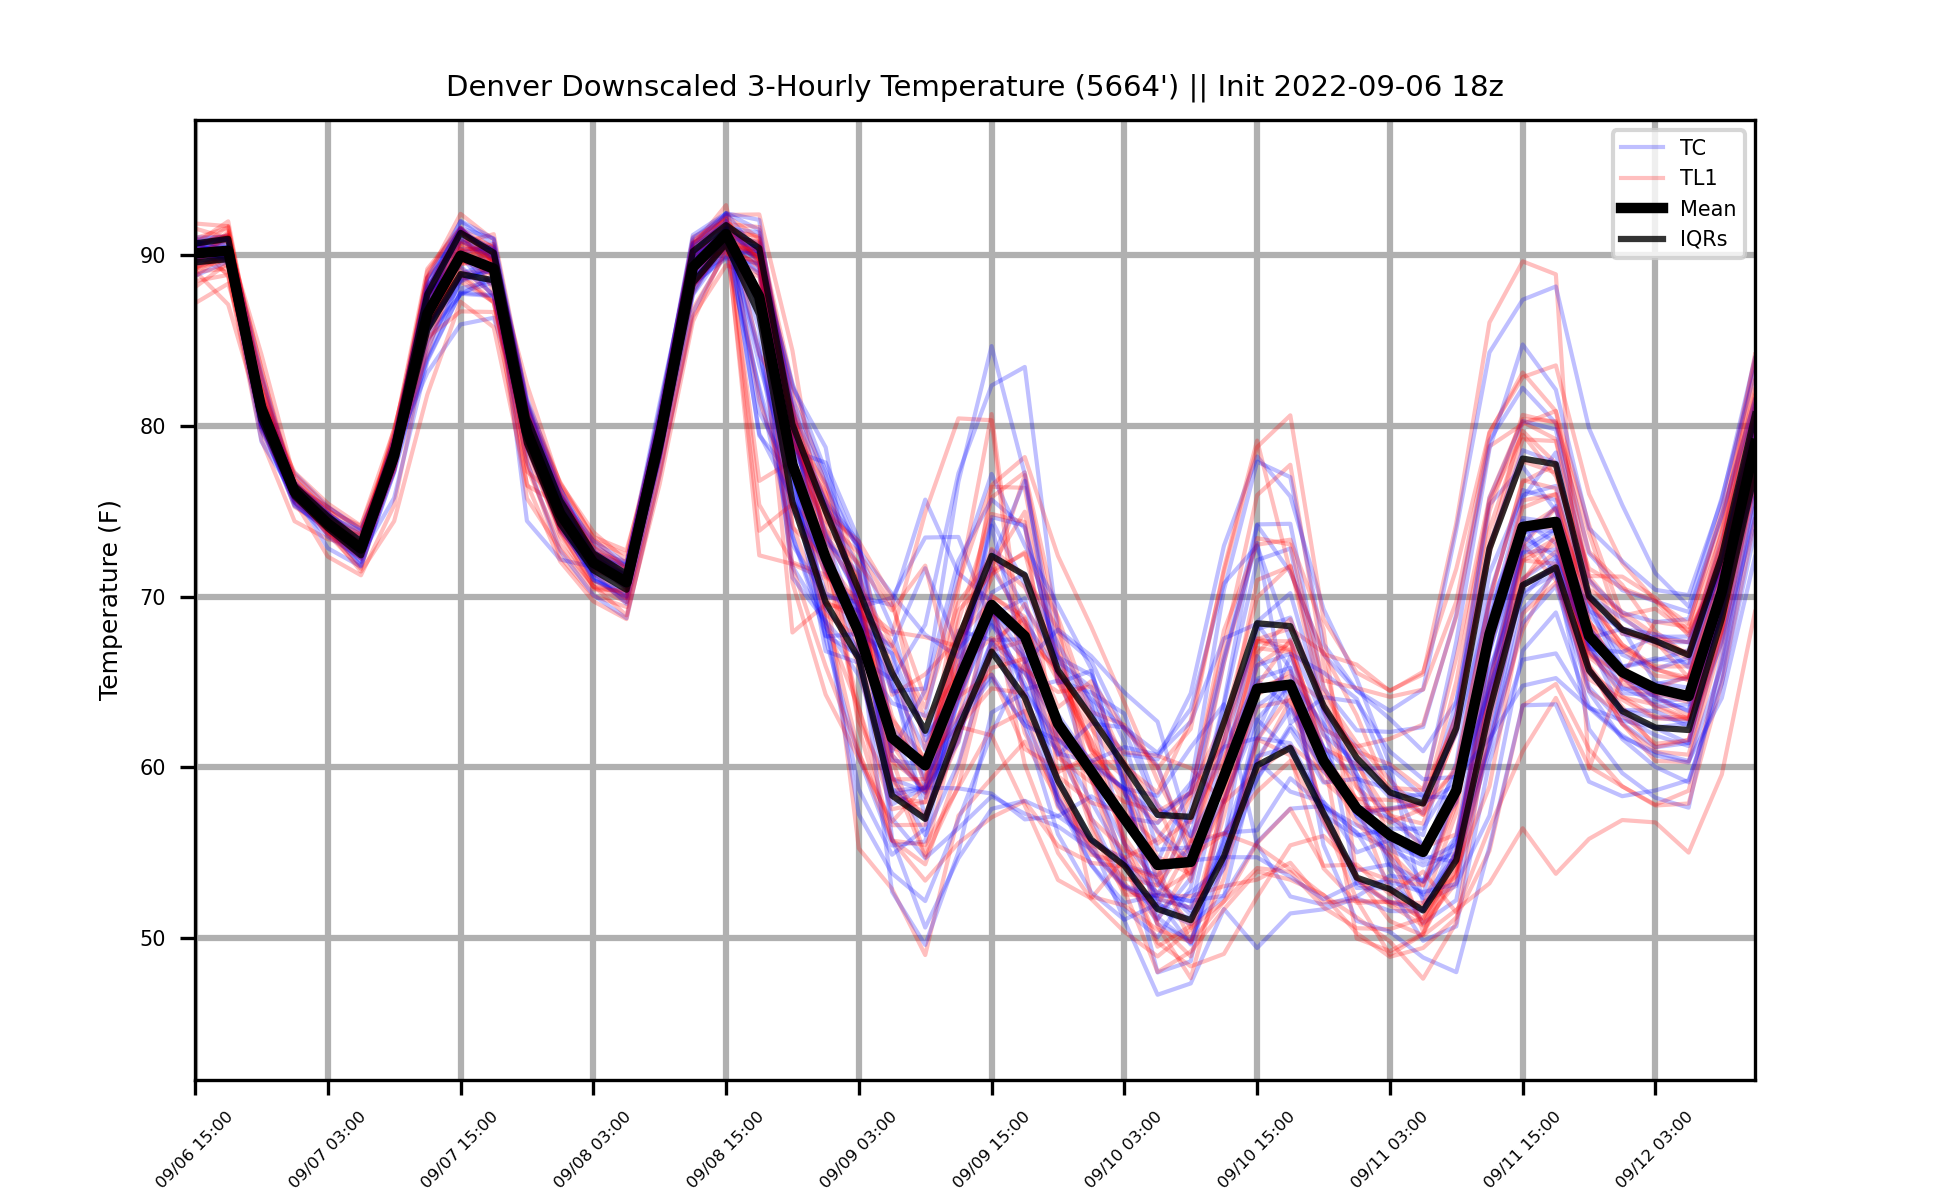 Denver Downscaled 3-Hourly Temperature (5664') || Init 2022-09-06 18z
TC
TL1
Mean
IQRs
Temperature (F)
90
80
70
60
50
09/06 15:00
09/07 03:00
09/07 15:00
09/08 03:00
09/08 15:00
09/09 03:00
09/09 15:00
09/10 03:00
09/10 15:00
09/11 03:00
09/11 15:00
09/12 03:00